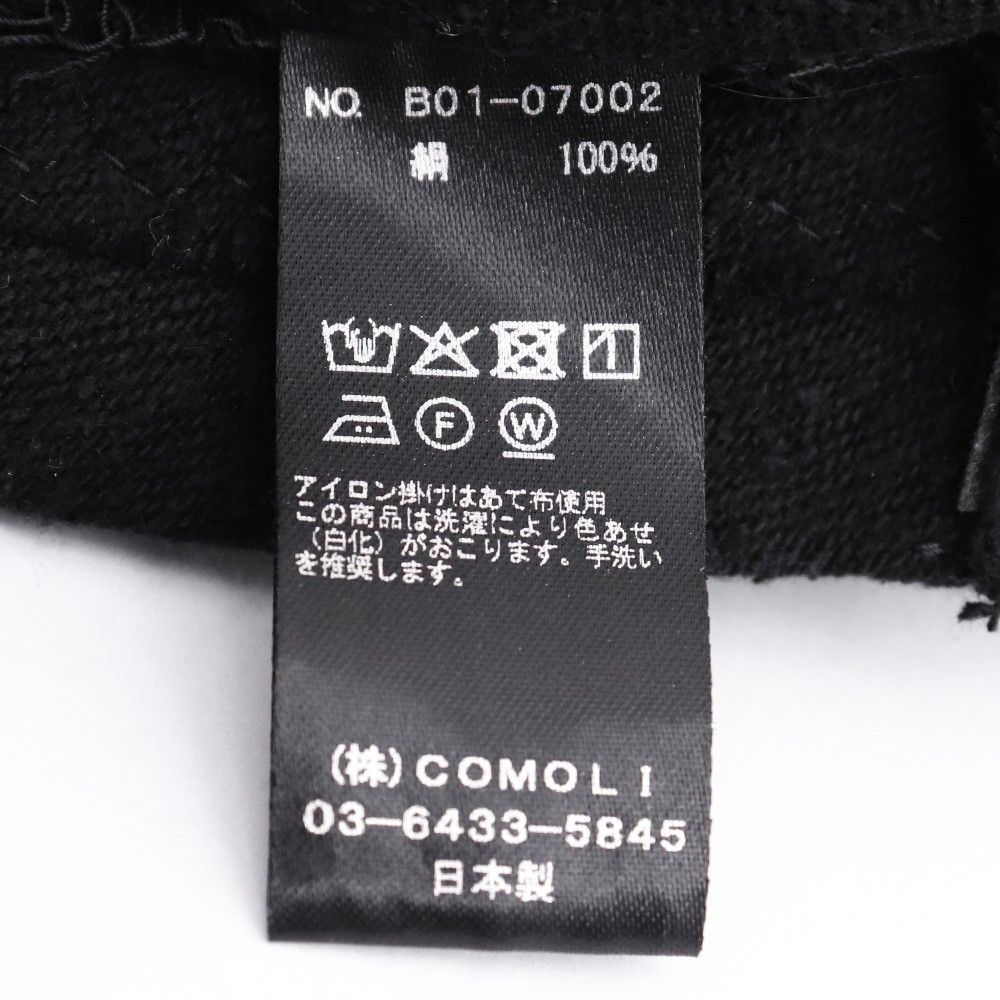 NO. B01-07002
絹 100%
F W
アイロン掛けはあて布使用
この商品は洗濯により色あせ
(白化)がおこります。手洗い
を推奨します。
(株)COMOLI
03-6433-5845
日本製